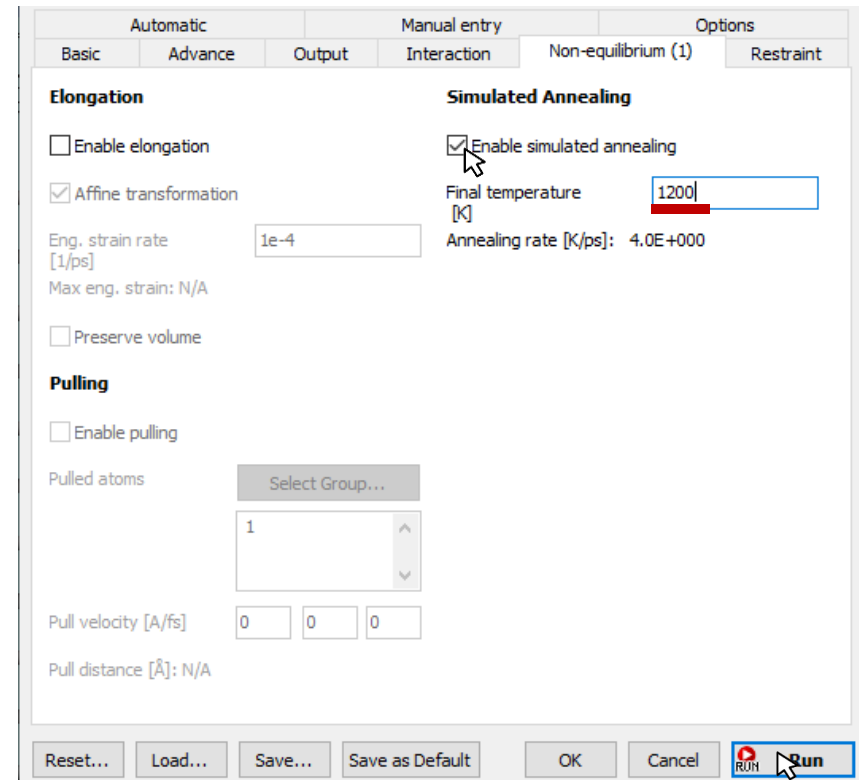 Automatic Manual entry Options
Basic Advance Output Interaction Non-equilibrium (1) Restraint
Elongation
Enable elongation
Affine transformation
Eng. strain rate 1e-4
[1/ps]
Max eng. strain: N/A
Preserve volume
Pulling
Enable pulling
Pulled atoms Select Group...
1
Pull velocity [A/fs] 0 0 0
Pull distance [Å]: N/A
Simulated Annealing
Enable simulated annealing
Final temperature 1200
[K]
Annealing rate [K/ps]: 4.0E+000
Reset... Load... Save... Save as Default OK Cancel RUN Run